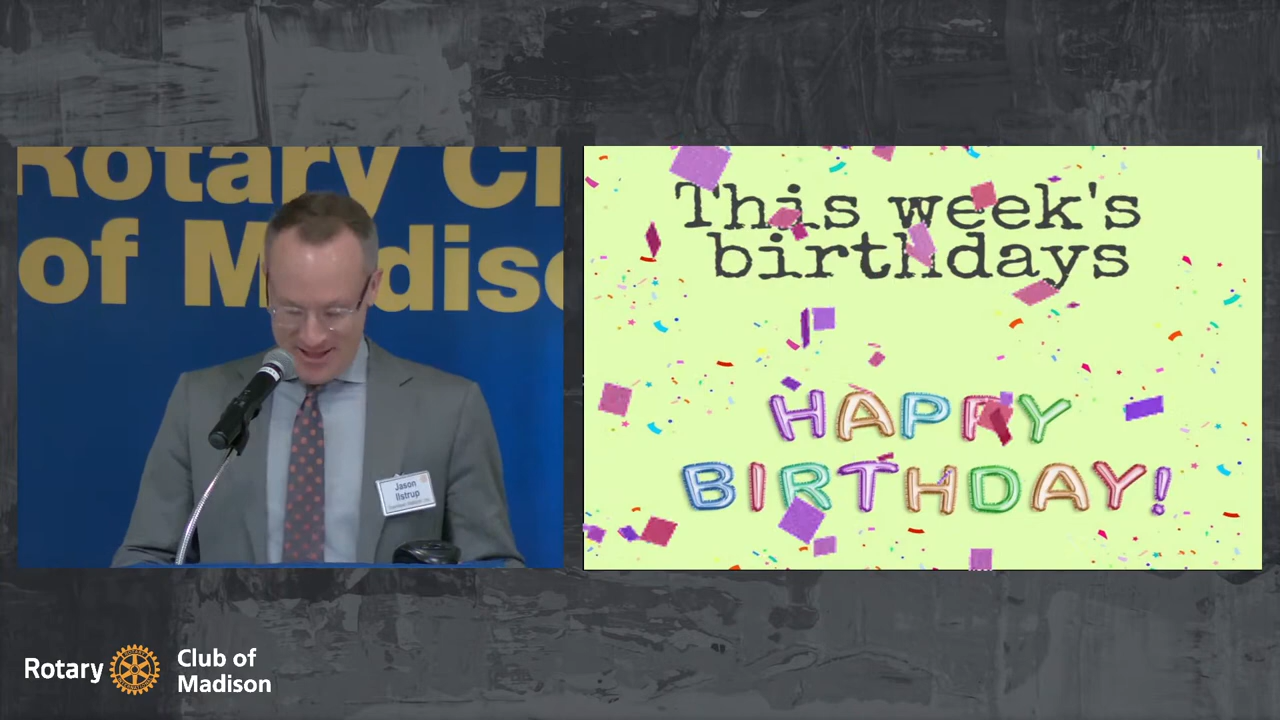 Rotary Cl
of Madiso
Jason
Ilstrup
This week's
birthdays
HAPPY
BIRTHDAY!
Rotary
Club of
Madison